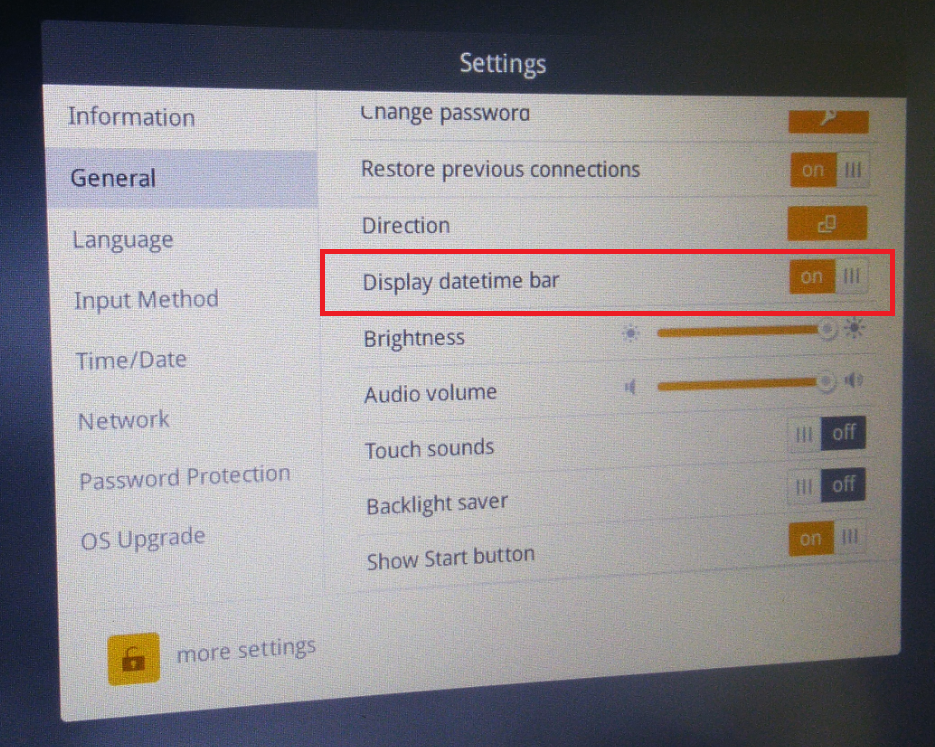 Settings
Information
General
Language
Input Method
Time/Date
Network
Password Protection
OS Upgrade
more settings
Change password
Restore previous connections on
Direction
Display datetime bar on
Brightness
Audio volume
Touch sounds off
Backlight saver off
Show Start button on